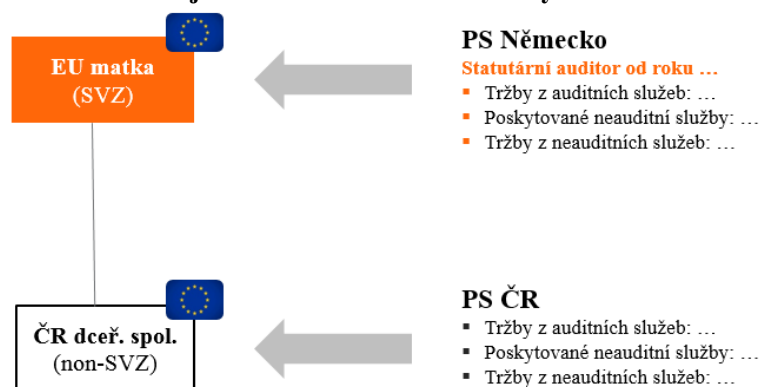 EU matka
(SVZ)
PS Německo
Statutární auditor od roku …
▪ Tržby z auditních služeb: …
▪ Poskytované neauditní služby: …
▪ Tržby z neauditních služeb: …
ČR dceř. spol.
(non-SVZ)
PS ČR
▪ Tržby z auditních služeb: …
▪ Poskytované neauditní služby: …
▪ Tržby z neauditních služeb: …